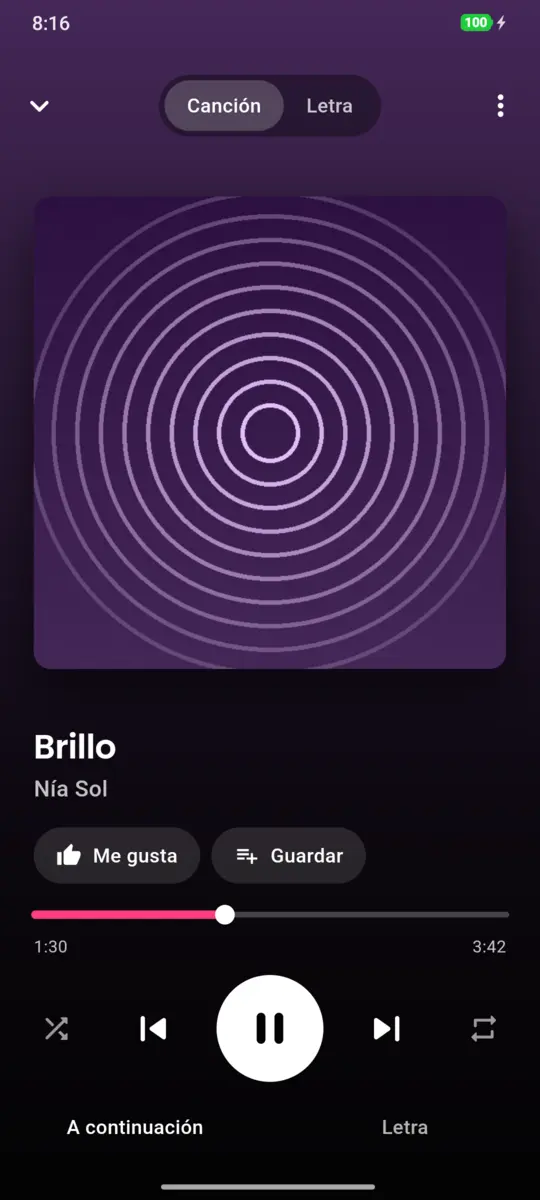 8:16
100
Canción
Letra
Brillo
Nía Sol
Me gusta
Guardar
1:30
3:42
A continuación
Letra